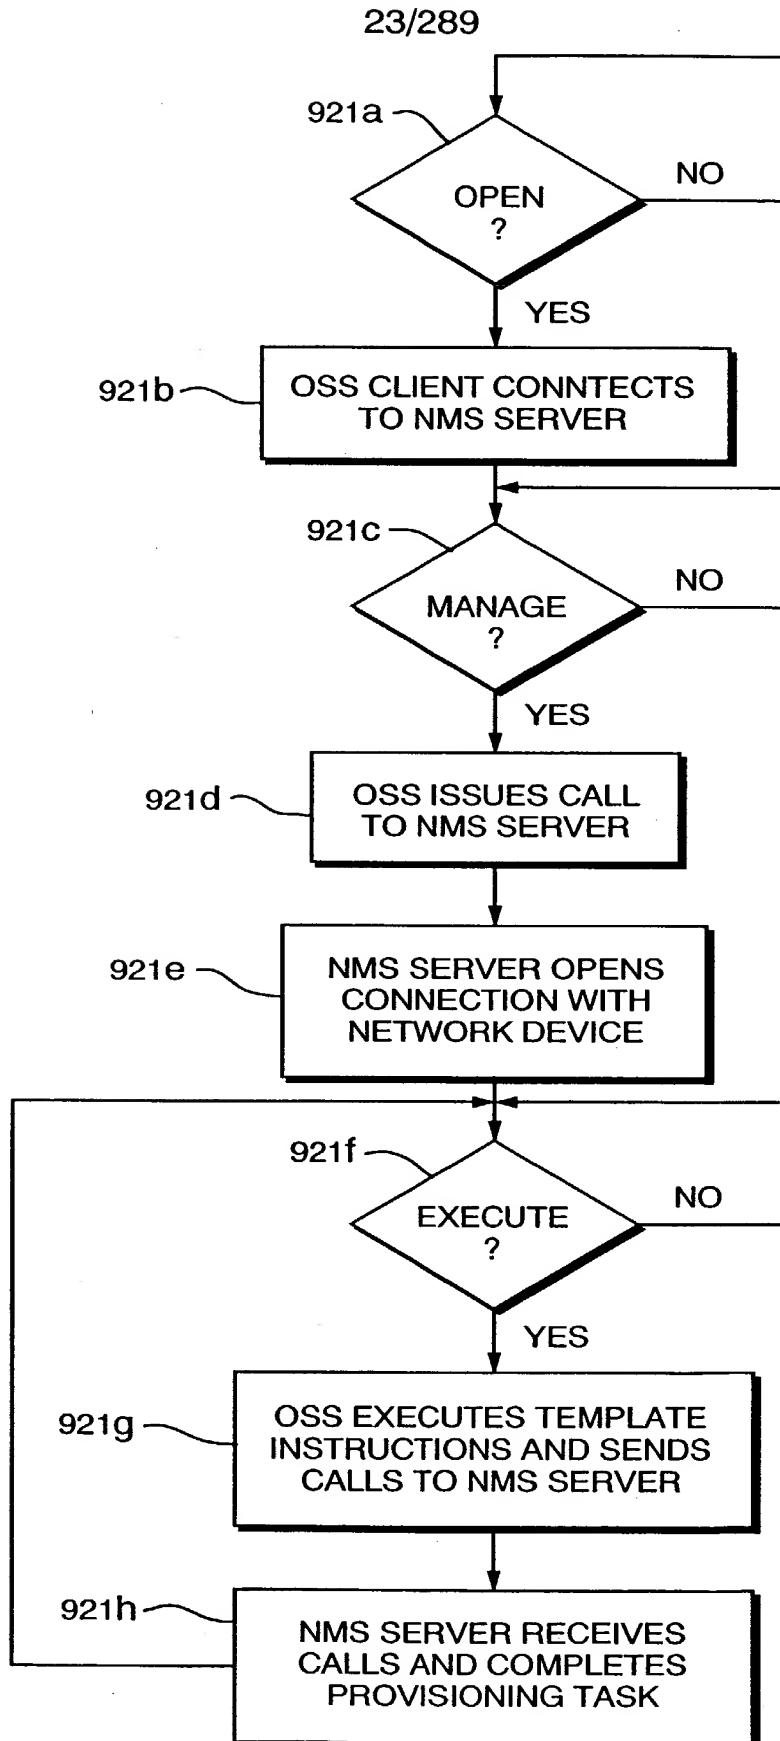 23/289
921a
OPEN
?
NO
YES
921b
OSS CLIENT CONNTECTS
TO NMS SERVER
921c
MANAGE
?
NO
YES
921d
OSS ISSUES CALL
TO NMS SERVER
921e
NMS SERVER OPENS
CONNECTION WITH
NETWORK DEVICE
921f
EXECUTE
?
NO
YES
921g
OSS EXECUTES TEMPLATE
INSTRUCTIONS AND SENDS
CALLS TO NMS SERVER
921h
NMS SERVER RECEIVES
CALLS AND COMPLETES
PROVISIONING TASK